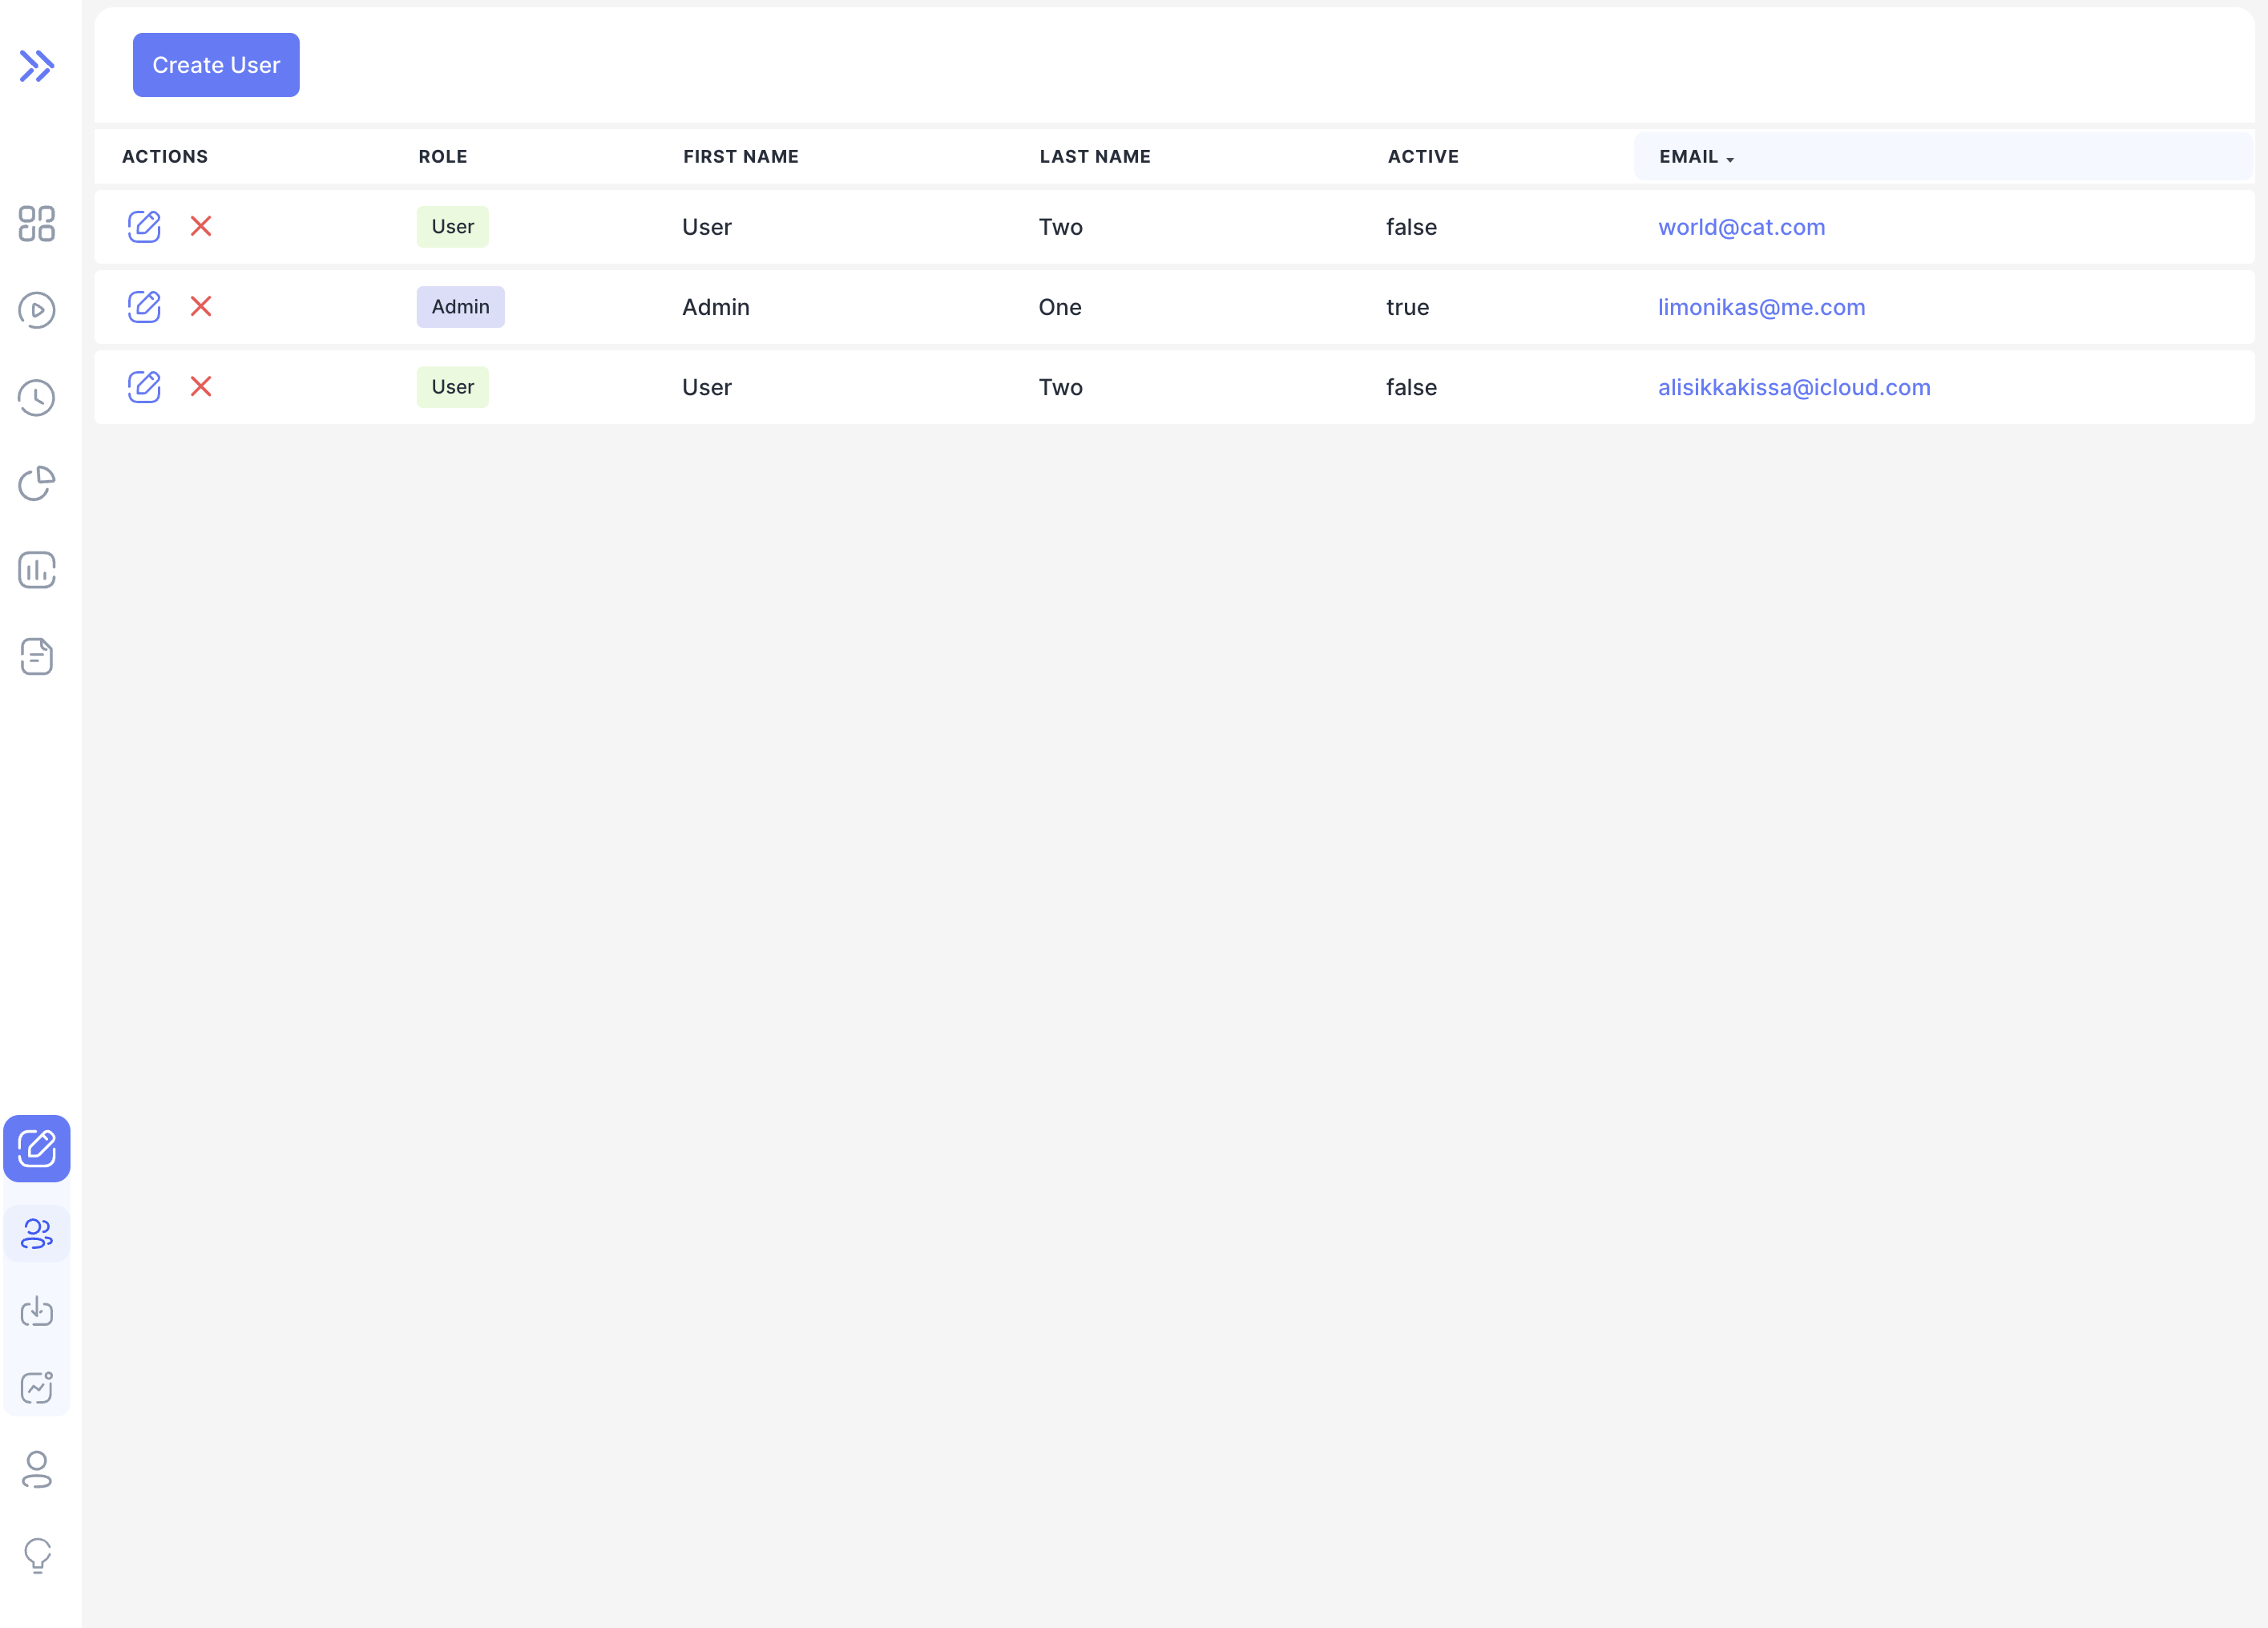 Create User
ACTIONS ROLE FIRST NAME LAST NAME ACTIVE EMAIL
User User Two false world@cat.com
Admin Admin One true limonikas@me.com
User User Two false alisikkakissa@icloud.com